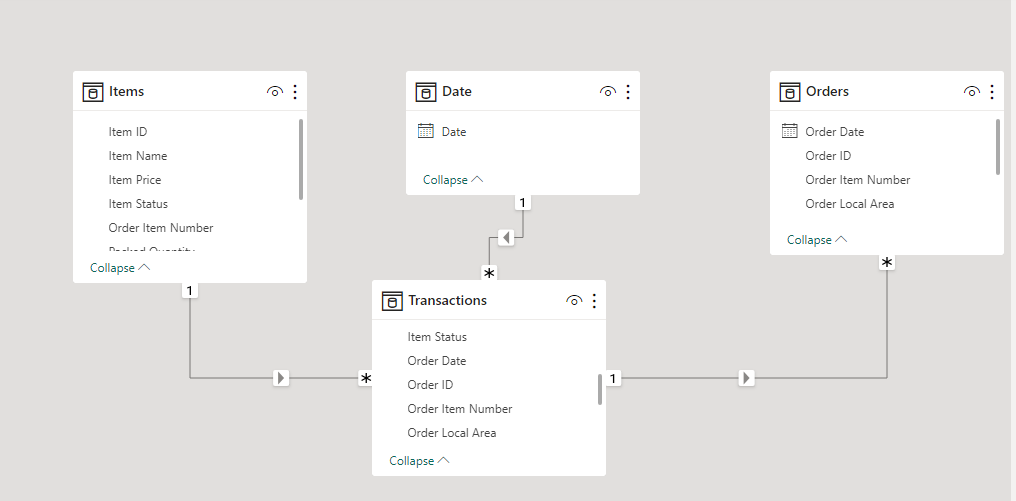 Items
Item ID
Item Name
Item Price
Item Status
Order Item Number
Packed Quantity
Collapse
1
Date
Date
Collapse
1
*
Orders
Order Date
Order ID
Order Item Number
Order Local Area
Collapse
*
Transactions
Item Status
Order Date
Order ID
Order Item Number
Order Local Area
Collapse
*
1